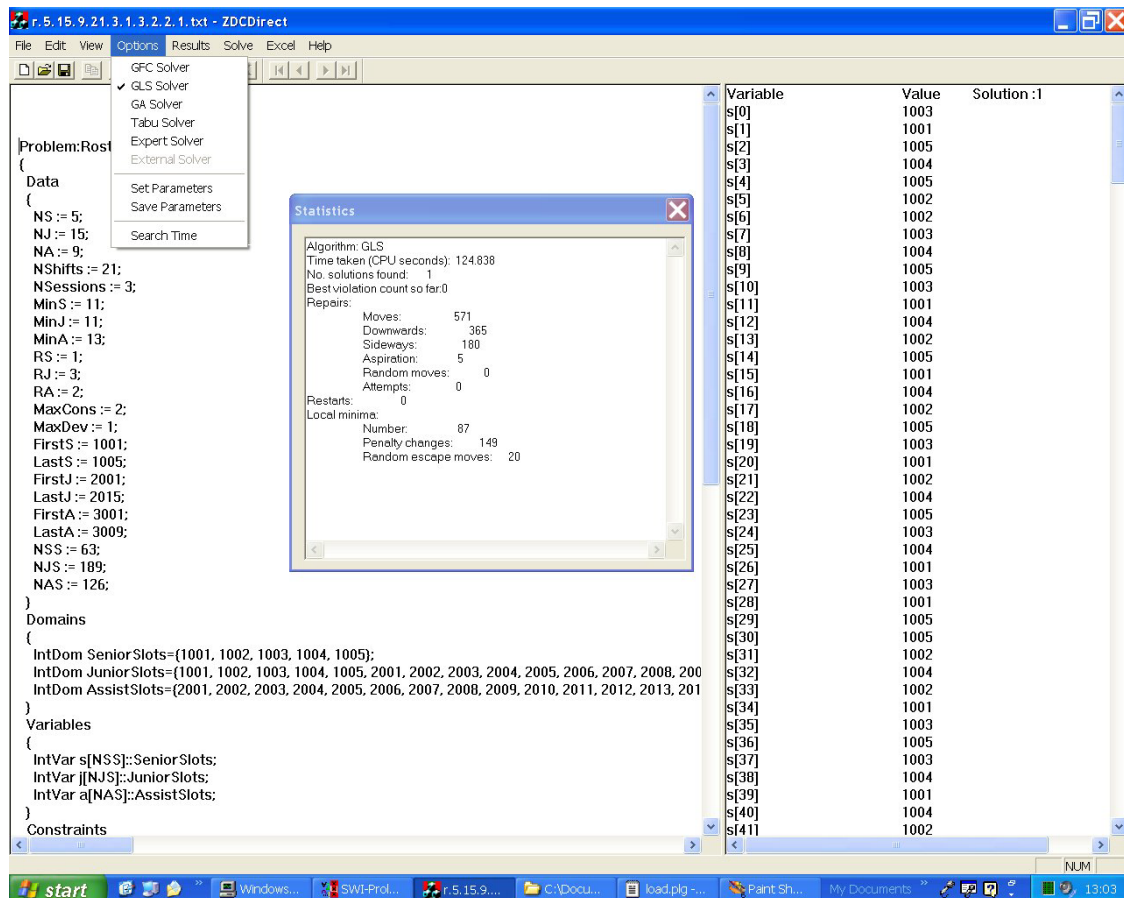 r.5.15.9.21.3.1.3.2.2.1.txt - ZDCDirect
File Edit View Options Results Solve Excel Help
GFC Solver
GLS Solver
GA Solver
Tabu Solver
Expert Solver
External Solver
Set Parameters
Save Parameters
Search Time
Problem:Rost
{
Data
{
NS := 5;
NJ := 15;
NA := 9;
NShifts := 21;
NSessions := 3;
MinS := 11;
MinJ := 11;
MinA := 13;
RS := 1;
RJ := 3;
RA := 2;
MaxCons := 2;
MaxDev := 1;
FirstS := 1001;
LastS := 1005;
FirstJ := 2001;
LastJ := 2015;
FirstA := 3001;
LastA := 3009;
NSS := 63;
NJS := 189;
NAS := 126;
}
Domains
{
IntDom SeniorSlots={1001, 1002, 1003, 1004, 1005};
IntDom JuniorSlots={1001, 1002, 1003, 1004, 1005, 2001, 2002, 2003, 2004, 2005, 2006, 2007, 2008, 200
IntDom AssistSlots={2001, 2002, 2003, 2004, 2005, 2006, 2007, 2008, 2009, 2010, 2011, 2012, 2013, 201
}
Variables
{
IntVar s[NSS]::SeniorSlots;
IntVar j[NJS]::JuniorSlots;
IntVar a[NAS]::AssistSlots;
}
Constraints
Statistics
Algorithm: GLS
Time taken (CPU seconds): 124.838
No. solutions found: 1
Best violation count so far:0
Repairs:
Moves: 571
Downwards: 365
Sideways: 180
Aspiration: 5
Random moves: 0
Attempts: 0
Restarts: 0
Local minima:
Number: 87
Penalty changes: 149
Random escape moves: 20
Variable Value Solution :1
s[0] 1003
s[1] 1001
s[2] 1005
s[3] 1004
s[4] 1005
s[5] 1002
s[6] 1002
s[7] 1003
s[8] 1004
s[9] 1005
s[10] 1003
s[11] 1001
s[12] 1004
s[13] 1002
s[14] 1005
s[15] 1001
s[16] 1004
s[17] 1002
s[18] 1005
s[19] 1003
s[20] 1001
s[21] 1002
s[22] 1004
s[23] 1005
s[24] 1003
s[25] 1004
s[26] 1001
s[27] 1003
s[28] 1001
s[29] 1005
s[30] 1005
s[31] 1002
s[32] 1004
s[33] 1002
s[34] 1001
s[35] 1003
s[36] 1005
s[37] 1003
s[38] 1004
s[39] 1001
s[40] 1004
s[41] 1002
NUM
start Windows... SWI-Prol... r.5.15.9.... C:\Docu... load.plg -... Paint Sh... My Documents 13:03